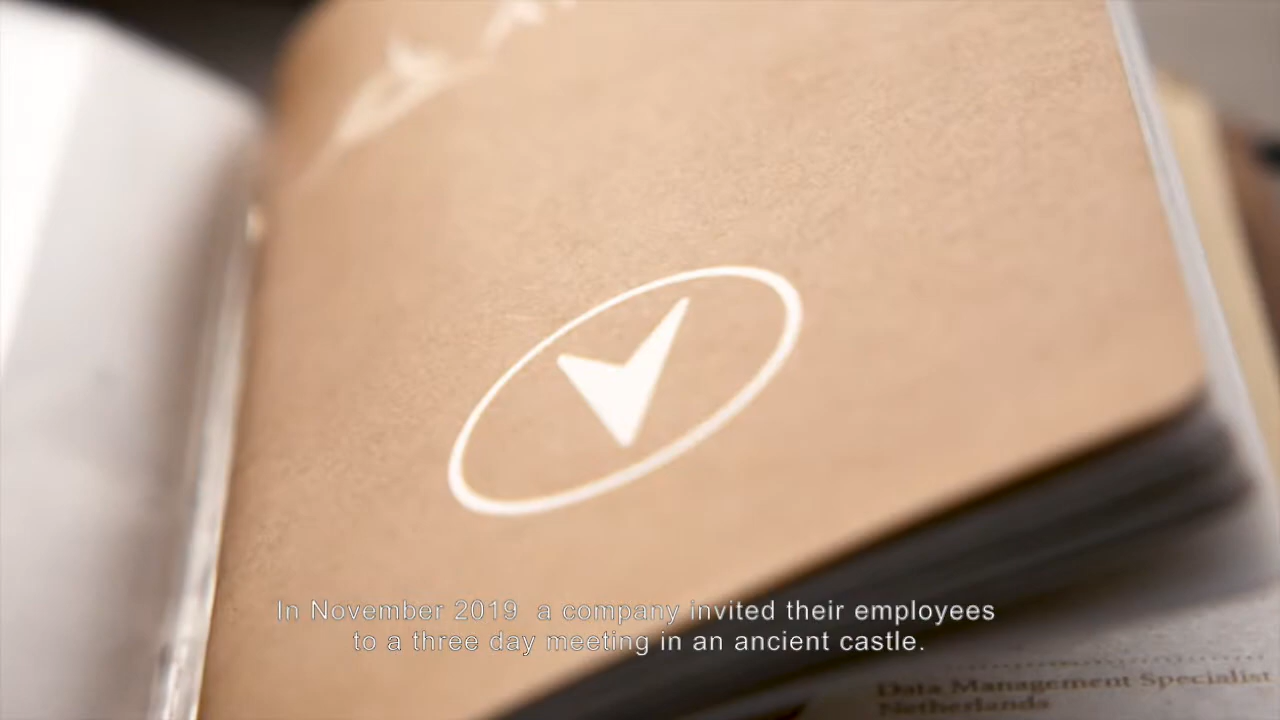 In November 2019 a company invited their employees
to a three day meeting in an ancient castle.
Data Management Specialist
Netherlands